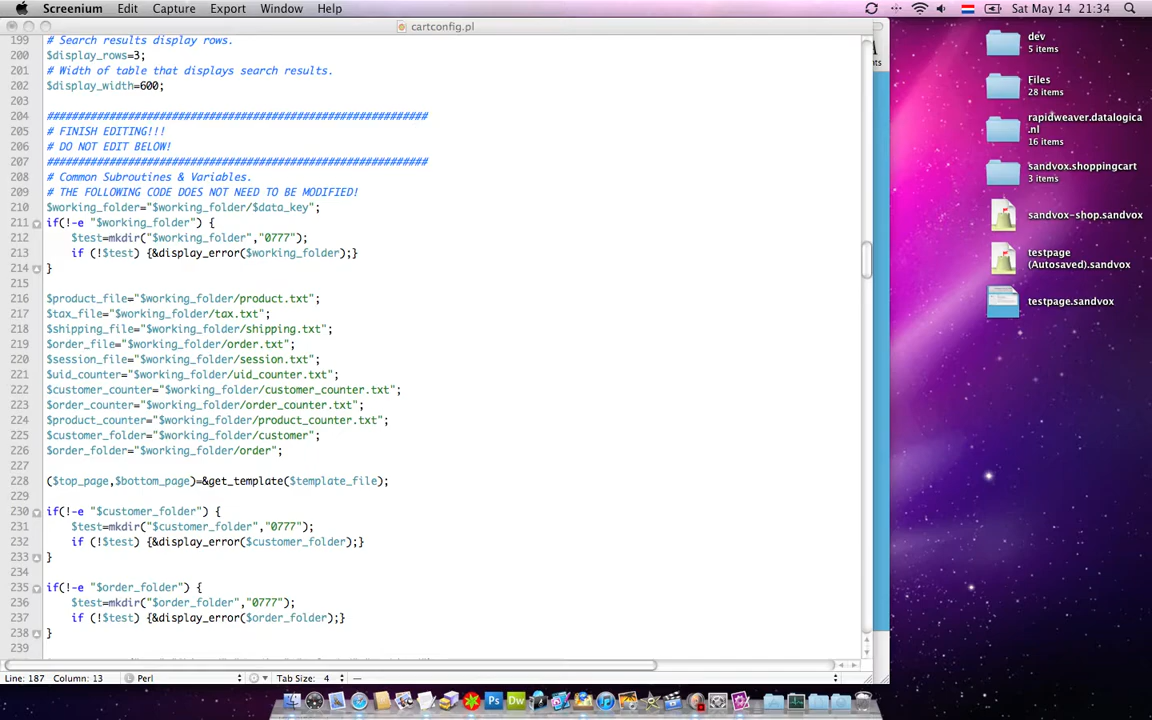 Screenium Edit Capture Export Window Help
Sat May 14 21:34
cartconfig.pl
199 # Search results display rows.
200 $display_rows=3;
201 # Width of table that displays search results.
202 $display_width=600;
203
204 #############################################################
205 # FINISH EDITING!!!
206 # DO NOT EDIT BELOW!
207 #############################################################
208 # Common Subroutines & Variables.
209 # THE FOLLOWING CODE DOES NOT NEED TO BE MODIFIED!
210 $working_folder="$working_folder/$data_key";
211 if(!-e "$working_folder") {
212 $test=mkdir("$working_folder","0777");
213 if (!$test) {&display_error($working_folder);}
214 }
215
216 $product_file="$working_folder/product.txt";
217 $tax_file="$working_folder/tax.txt";
218 $shipping_file="$working_folder/shipping.txt";
219 $order_file="$working_folder/order.txt";
220 $session_file="$working_folder/session.txt";
221 $uid_counter="$working_folder/uid_counter.txt";
222 $customer_counter="$working_folder/customer_counter.txt";
223 $order_counter="$working_folder/order_counter.txt";
224 $product_counter="$working_folder/product_counter.txt";
225 $customer_folder="$working_folder/customer";
226 $order_folder="$working_folder/order";
227
228 ($top_page,$bottom_page)=&get_template($template_file);
229
230 if(!-e "$customer_folder") {
231 $test=mkdir("$customer_folder","0777");
232 if (!$test) {&display_error($customer_folder);}
233 }
234
235 if(!-e "$order_folder") {
236 $test=mkdir("$order_folder","0777");
237 if (!$test) {&display_error($order_folder);}
238 }
239
Line: 187 Column: 13 Perl Tab Size: 4 —
dev
5 items
Files
28 items
rapidweaver.datalogica
.nl
16 items
sandvox.shoppingcart
3 items
sandvox-shop.sandvox
testpage
(Autosaved).sandvox
testpage.sandvox
Ps
Dw